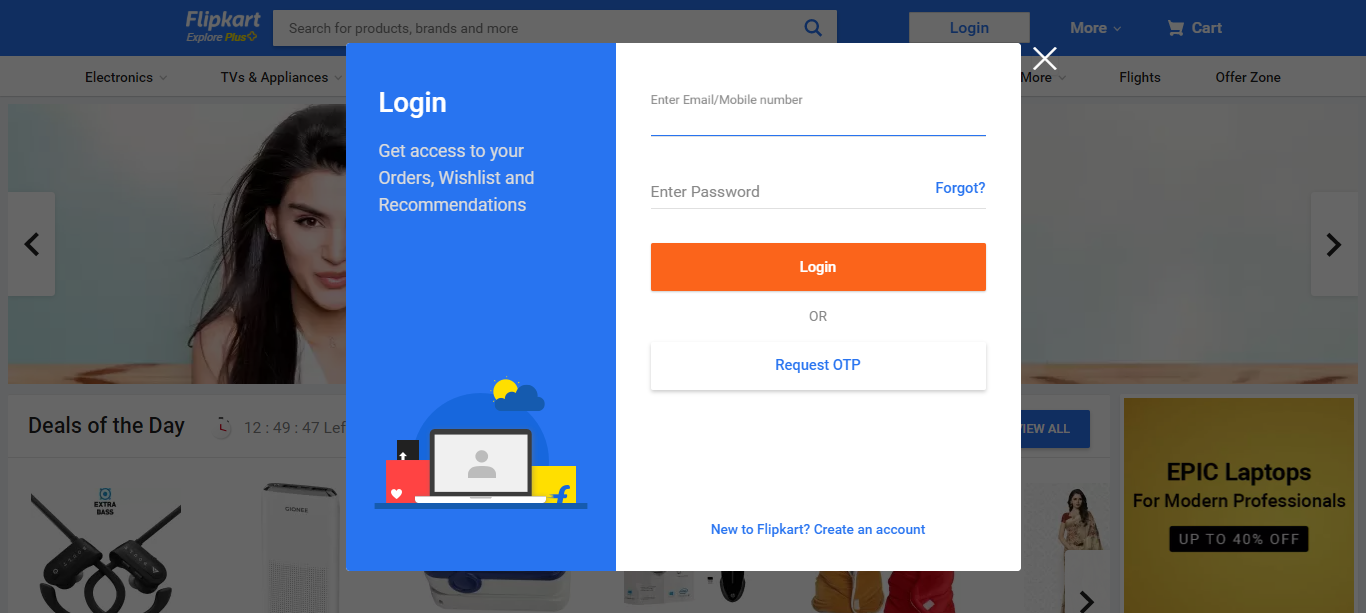 Flipkart
Explore Plus
Search for products, brands and more
Login
More
Cart
Electronics
TVs & Appliances
More
Flights
Offer Zone
Login
Get access to your
Orders, Wishlist and
Recommendations
Enter Email/Mobile number
Enter Password
Forgot?
Login
OR
Request OTP
New to Flipkart? Create an account
Deals of the Day
12 : 49 : 47 Lef
VIEW ALL
EXTRA
BASS
GIONEE
EPIC Laptops
For Modern Professionals
UP TO 40% OFF